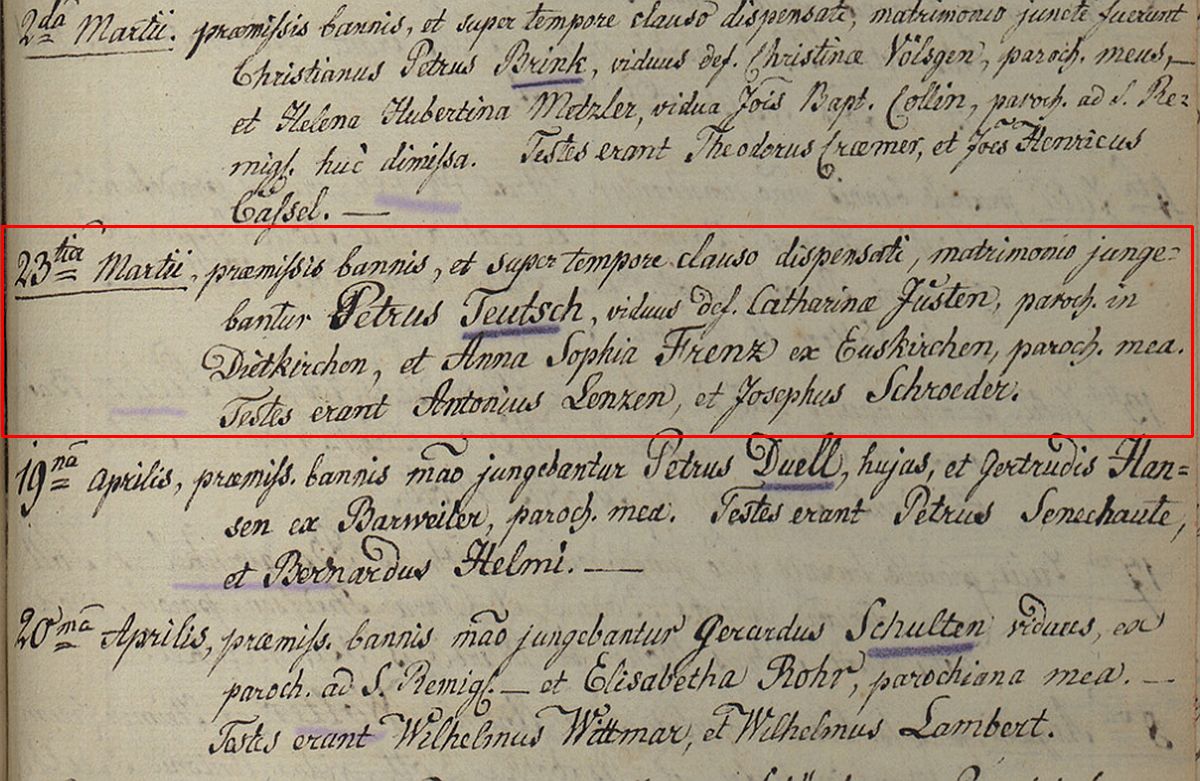 2da Martii. præmissis bannis, et super tempore clauso dispensati, matrimonio juncti fuerunt
Christianus Petrus Brink, viduus def. Christinæ Völsgen, paroch. meus,
et Helena Hubertina Metzler, vidua Jois Bapt. Collin, paroch. ad S. Re=
migj. huc dimissa. Testes erant Theodorus Cræmer, et Joes Henricus
Cassel. —
23tia Martii, præmissis bannis, et super tempore clauso dispensati, matrimonio junge=
bantur Petrus Teutsch, viduus def. Catharinæ Justen, paroch. in
Dietkirchen, et Anna Sophia Frenz ex Euskirchen, paroch. mea.
Testes erant Antonius Lenzen, et Josephus Schroeder.
19na Aprilis, præmiss. bannis mão jungebantur Petrus Duell, hujas, et Gertrudis Han-
sen ex Barweiler, paroch. mea. Testes erant Petrus Senechaute,
et Bernardus Helmi. —
20ma Aprilis, præmiss. bannis mão jungebantur Gerardus Schulten viduus, ex
paroch. ad S. Remigj. — et Elisabetha Rohr, parochiana mea. —
Testes erant Wilhelmus Wittmar, et Wilhelmus Lambert.